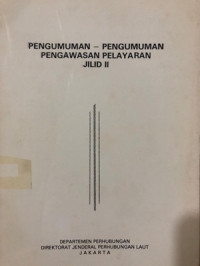 PENGUMUMAN - PENGUMUMAN
PENGAWASAN PELAYARAN
JILID II
DEPARTEMEN PERHUBUNGAN
DIREKTORAT JENDERAL PERHUBUNGAN LAUT
JAKARTA